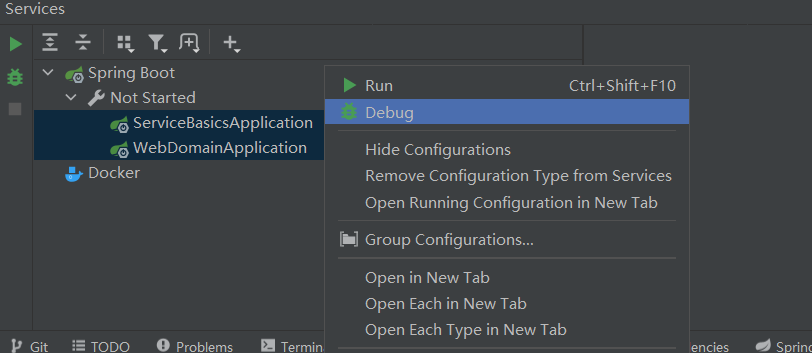 Services
Spring Boot
Not Started
ServiceBasicsApplication
WebDomainApplication
Docker
Run Ctrl+Shift+F10
Debug
Hide Configurations
Remove Configuration Type from Services
Open Running Configuration in New Tab
Group Configurations...
Open in New Tab
Open Each in New Tab
Open Each Type in New Tab
Git TODO Problems Termina encies Spring